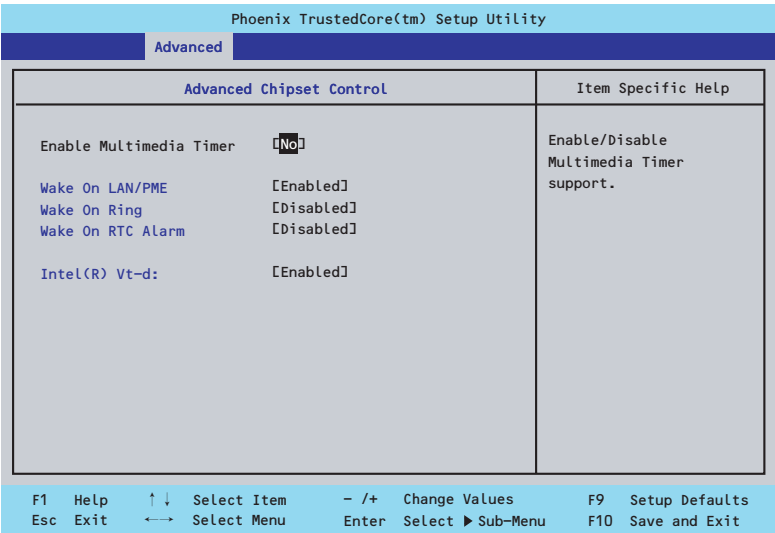 Phoenix TrustedCore(tm) Setup Utility
Advanced
Advanced Chipset Control
Enable Multimedia Timer [No]
Wake On LAN/PME [Enabled]
Wake On Ring [Disabled]
Wake On RTC Alarm [Disabled]
Intel(R) Vt-d: [Enabled]
Item Specific Help
Enable/Disable
Multimedia Timer
support.
F1 Help ↑↓ Select Item - /+ Change Values F9 Setup Defaults
Esc Exit ←→ Select Menu Enter Select ▶ Sub-Menu F10 Save and Exit